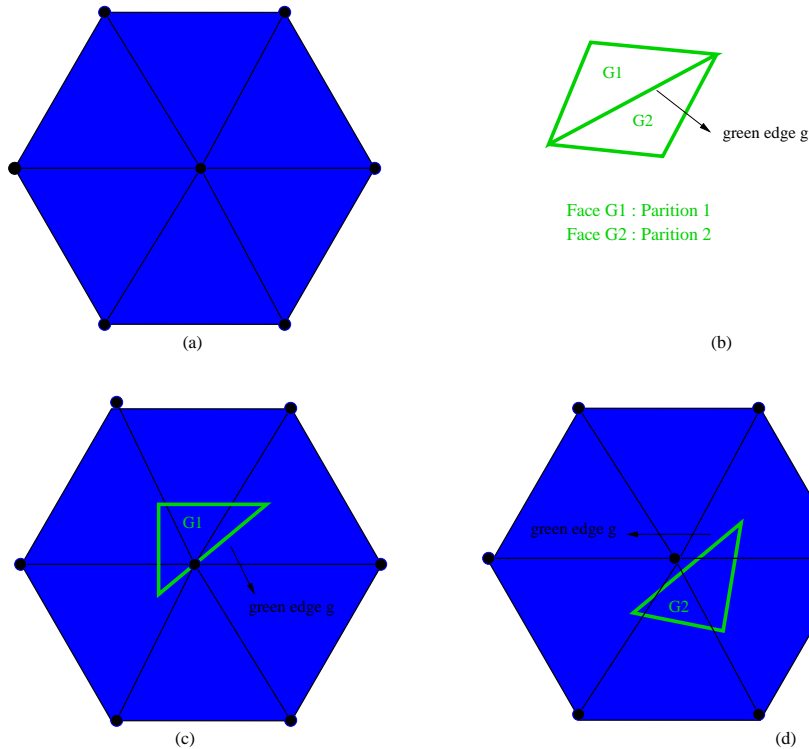 G1
G2
green edge g
Face G1 : Parition 1
Face G2 : Parition 2
(a)
(b)
G1
green edge g
(c)
green edge g
G2
(d)